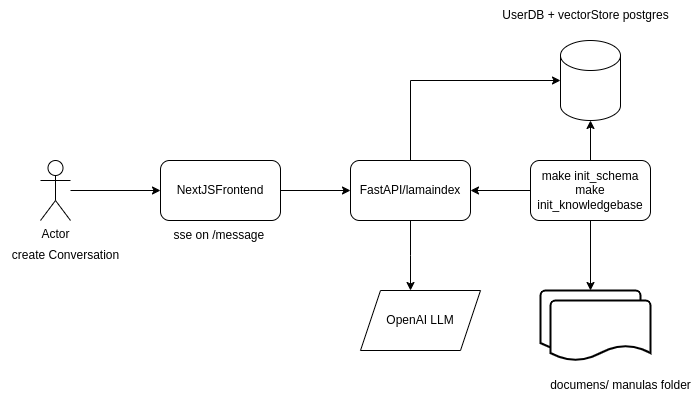 UserDB + vectorStore postgres
NextJSFrontend
FastAPI/lamaindex
make init_schema
make
init_knowledgebase
Actor
sse on /message
create Conversation
OpenAI LLM
documens/ manulas folder